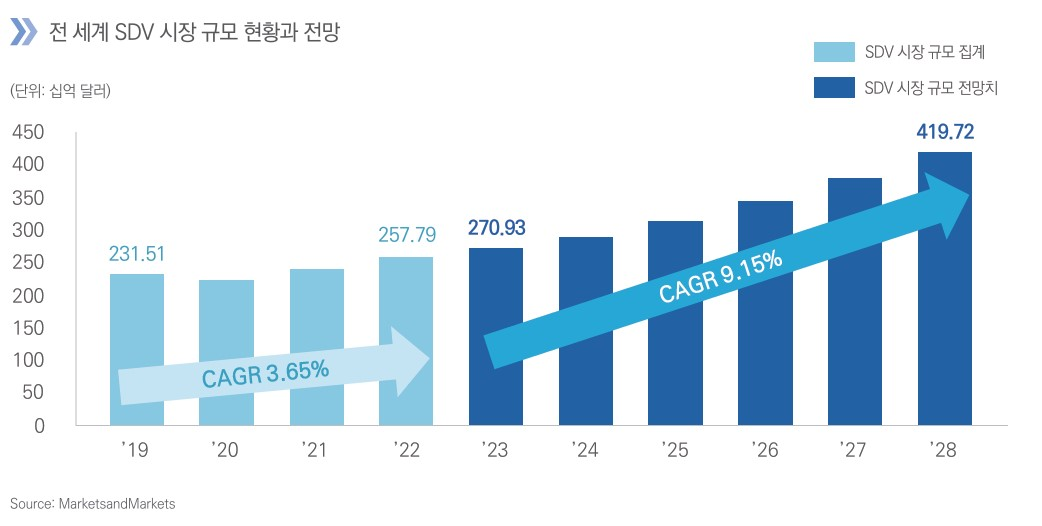 전 세계 SDV 시장 규모 현황과 전망
SDV 시장 규모 집계
SDV 시장 규모 전망치
(단위: 십억 달러)
450
400
350
300
250
200
150
100
50
0
231.51
257.79
270.93
419.72
CAGR 3.65%
CAGR 9.15%
’19 ’20 ’21 ’22 ’23 ’24 ’25 ’26 ’27 ’28
Source: MarketsandMarkets